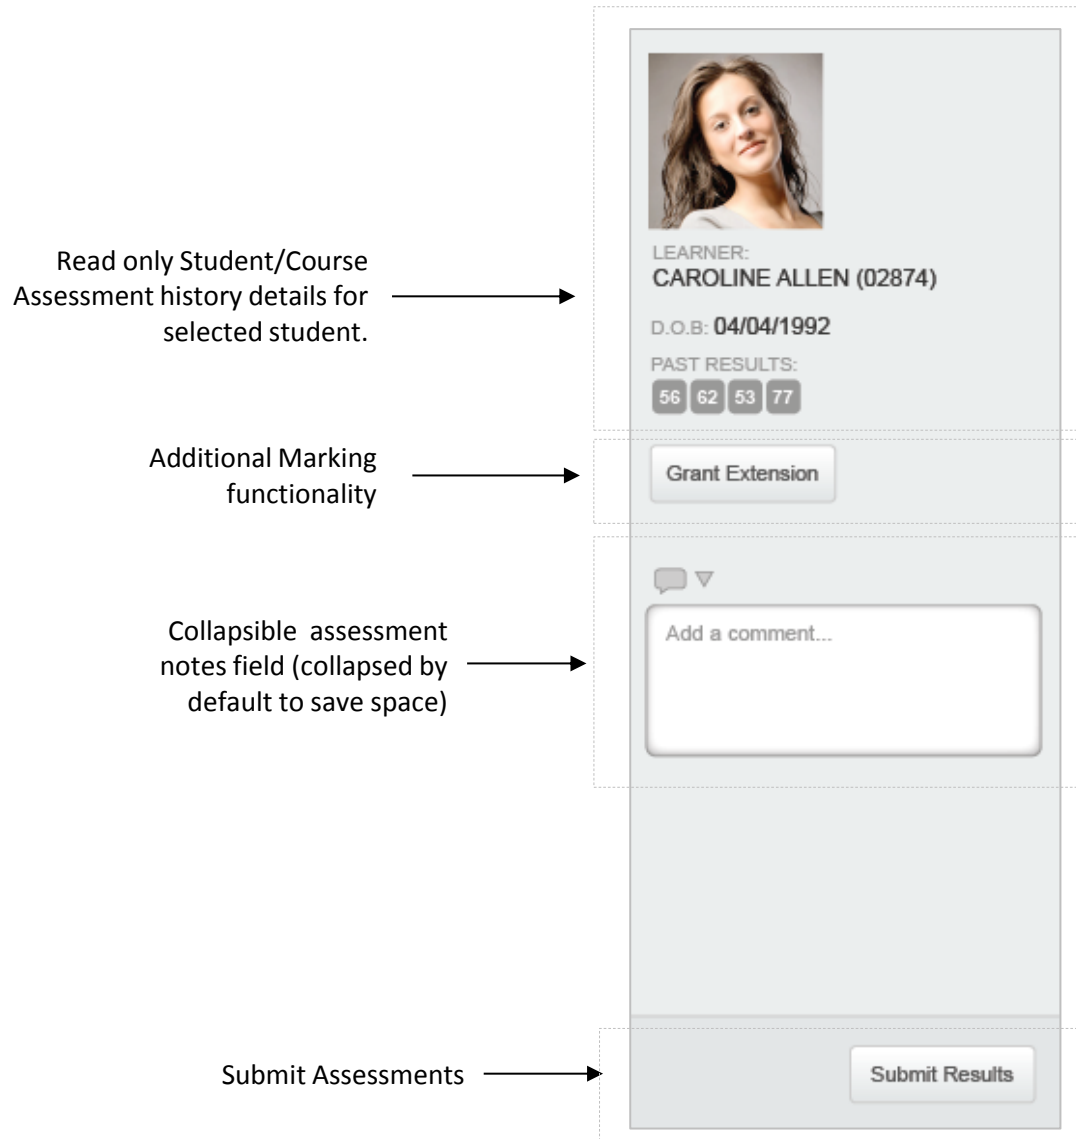 Read only Student/Course
Assessment history details for
selected student.
LEARNER:
CAROLINE ALLEN (02874)
D.O.B: 04/04/1992
PAST RESULTS:
56 62 53 77
Additional Marking
functionality
Grant Extension
Collapsible assessment
notes field (collapsed by
default to save space)
Add a comment...
Submit Assessments
Submit Results